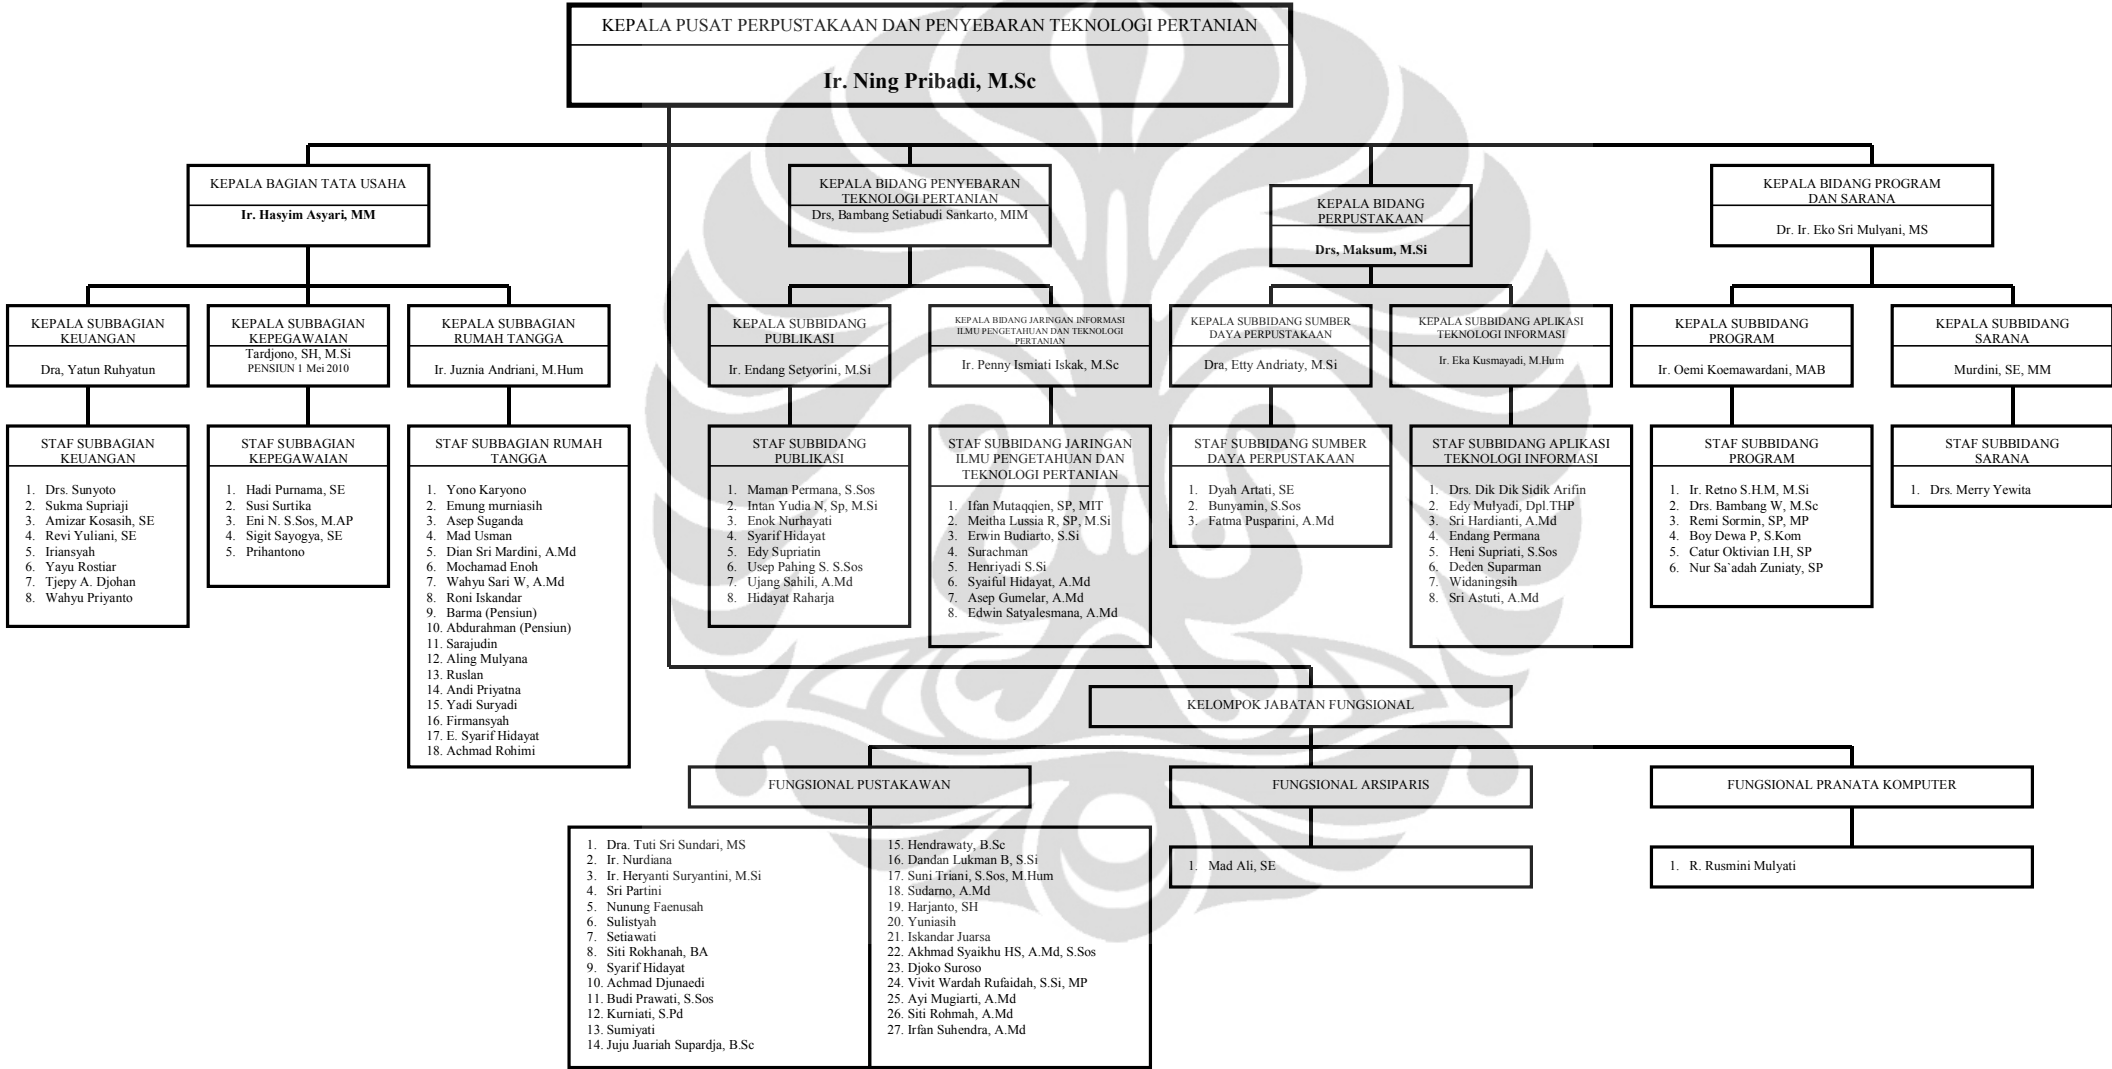 KEPALA PUSAT PERPUSTAKAAN DAN PENYEBARAN TEKNOLOGI PERTANIAN
Ir. Ning Pribadi, M.Sc
KEPALA BAGIAN TATA USAHA
Ir. Hasyim Asyari, MM
KEPALA BIDANG PENYEBARAN
TEKNOLOGI PERTANIAN
Drs, Bambang Setiabudi Sankarto, MIM
KEPALA BIDANG
PERPUSTAKAAN
Drs, Maksum, M.Si
KEPALA BIDANG PROGRAM
DAN SARANA
Dr. Ir. Eko Sri Mulyani, MS
KEPALA SUBBAGIAN
KEUANGAN
Dra, Yatun Ruhyatun
KEPALA SUBBAGIAN
KEPEGAWAIAN
Tardjono, SH, M.Si
PENSIUN 1 Mei 2010
KEPALA SUBBAGIAN
RUMAH TANGGA
Ir. Juznia Andriani, M.Hum
KEPALA SUBBIDANG
PUBLIKASI
Ir. Endang Setyorini, M.Si
KEPALA BIDANG JARINGAN INFORMASI
ILMU PENGETAHUAN DAN TEKNOLOGI
PERTANIAN
Ir. Penny Ismiati Iskak, M.Sc
KEPALA SUBBIDANG SUMBER
DAYA PERPUSTAKAAN
Dra, Etty Andriaty, M.Si
KEPALA SUBBIDANG APLIKASI
TEKNOLOGI INFORMASI
Ir. Eka Kusmayadi, M.Hum
KEPALA SUBBIDANG
PROGRAM
Ir. Oemi Koemawardani, MAB
KEPALA SUBBIDANG
SARANA
Murdini, SE, MM
STAF SUBBAGIAN
KEUANGAN
1. Drs. Sunyoto
2. Sukma Supriaji
3. Amizar Kosasih, SE
4. Revi Yuliani, SE
5. Iriansyah
6. Yayu Rostiar
7. Tjepy A. Djohan
8. Wahyu Priyanto
STAF SUBBAGIAN
KEPEGAWAIAN
1. Hadi Purnama, SE
2. Susi Surtika
3. Eni N. S.Sos, M.AP
4. Sigit Sayogya, SE
5. Prihantono
STAF SUBBAGIAN RUMAH
TANGGA
1. Yono Karyono
2. Emung murniasih
3. Asep Suganda
4. Mad Usman
5. Dian Sri Mardini, A.Md
6. Mochamad Enoh
7. Wahyu Sari W, A.Md
8. Roni Iskandar
9. Barma (Pensiun)
10. Abdurahman (Pensiun)
11. Sarajudin
12. Aling Mulyana
13. Ruslan
14. Andi Priyatna
15. Yadi Suryadi
16. Firmansyah
17. E. Syarif Hidayat
18. Achmad Rohimi
STAF SUBBIDANG
PUBLIKASI
1. Maman Permana, S.Sos
2. Intan Yudia N, Sp, M.Si
3. Enok Nurhayati
4. Syarif Hidayat
5. Edy Supriatin
6. Usep Pahing S. S.Sos
7. Ujang Sahili, A.Md
8. Hidayat Raharja
STAF SUBBIDANG JARINGAN
ILMU PENGETAHUAN DAN
TEKNOLOGI PERTANIAN
1. Ifan Mutaqqien, SP, MIT
2. Meitha Lussia R, SP, M.Si
3. Erwin Budiarto, S.Si
4. Surachman
5. Henriyadi S.Si
6. Syaiful Hidayat, A.Md
7. Asep Gumelar, A.Md
8. Edwin Satyalesmana, A.Md
STAF SUBBIDANG SUMBER
DAYA PERPUSTAKAAN
1. Dyah Artati, SE
2. Bunyamin, S.Sos
3. Fatma Pusparini, A.Md
STAF SUBBIDANG APLIKASI
TEKNOLOGI INFORMASI
1. Drs. Dik Dik Sidik Arifin
2. Edy Mulyadi, Dpl.THP
3. Sri Hardianti, A.Md
4. Endang Permana
5. Heni Supriati, S.Sos
6. Deden Suparman
7. Widaningsih
8. Sri Astuti, A.Md
STAF SUBBIDANG
PROGRAM
1. Ir. Retno S.H.M, M.Si
2. Drs. Bambang W, M.Sc
3. Remi Sormin, SP, MP
4. Boy Dewa P, S.Kom
5. Catur Oktivian I.H, SP
6. Nur Sa`adah Zuniaty, SP
STAF SUBBIDANG
SARANA
1. Drs. Merry Yewita
KELOMPOK JABATAN FUNGSIONAL
FUNGSIONAL PUSTAKAWAN
FUNGSIONAL ARSIPARIS
FUNGSIONAL PRANATA KOMPUTER
1. Dra. Tuti Sri Sundari, MS
2. Ir. Nurdiana
3. Ir. Heryanti Suryantini, M.Si
4. Sri Partini
5. Nunung Faenusah
6. Sulistyah
7. Setiawati
8. Siti Rokhanah, BA
9. Syarif Hidayat
10. Achmad Djunaedi
11. Budi Prawati, S.Sos
12. Kurniati, S.Pd
13. Sumiyati
14. Juju Juariah Supardja, B.Sc
15. Hendrawaty, B.Sc
16. Dandan Lukman B, S.Si
17. Suni Triani, S.Sos, M.Hum
18. Sudarno, A.Md
19. Harjanto, SH
20. Yuniasih
21. Iskandar Juarsa
22. Akhmad Syaikhu HS, A.Md, S.Sos
23. Djoko Suroso
24. Vivit Wardah Rufaidah, S.Si, MP
25. Ayi Mugiarti, A.Md
26. Siti Rohmah, A.Md
27. Irfan Suhendra, A.Md
1. Mad Ali, SE
1. R. Rusmini Mulyati